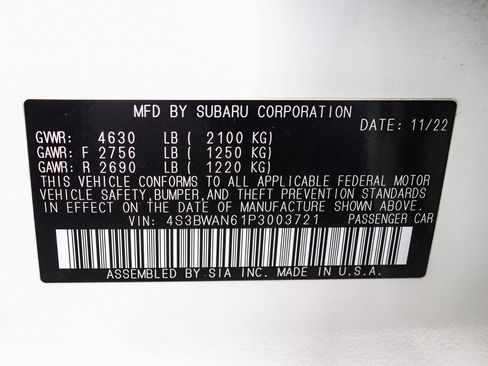 MFD BY SUBARU CORPORATION
DATE: 11/22
GVWR: 4630 LB ( 2100 KG)
GAWR: F 2756 LB ( 1250 KG)
GAWR: R 2690 LB ( 1220 KG)
THIS VEHICLE CONFORMS TO ALL APPLICABLE FEDERAL MOTOR
VEHICLE SAFETY,BUMPER,AND THEFT PREVENTION STANDARDS
IN EFFECT ON THE DATE OF MANUFACTURE SHOWN ABOVE.
VIN: 4S3BWAN61P3003721 PASSENGER CAR
ASSEMBLED BY SIA INC. MADE IN U.S.A.